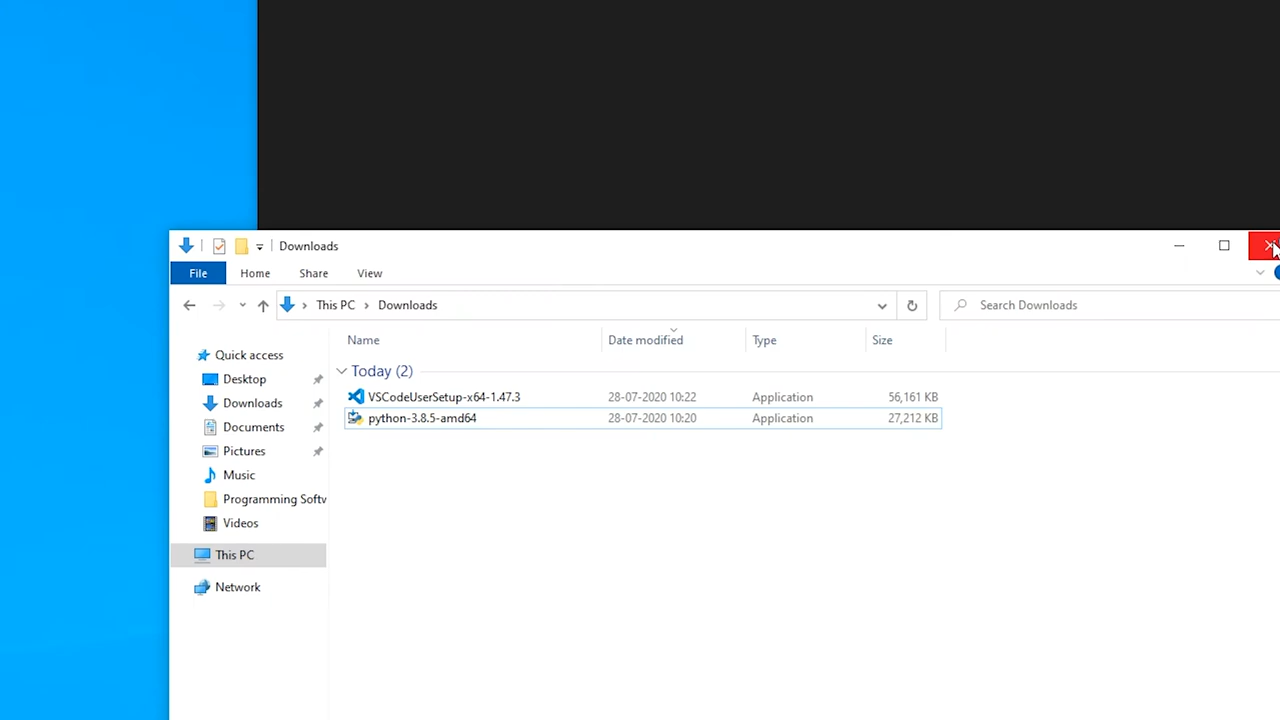 Downloads
File Home Share View
This PC Downloads Search Downloads
Name Date modified Type Size
Quick access
Today (2)
Desktop
VSCodeUserSetup-x64-1.47.3 28-07-2020 10:22 Application 56,161 KB
Downloads
python-3.8.5-amd64 28-07-2020 10:20 Application 27,212 KB
Documents
Pictures
Music
Programming Softv
Videos
This PC
Network